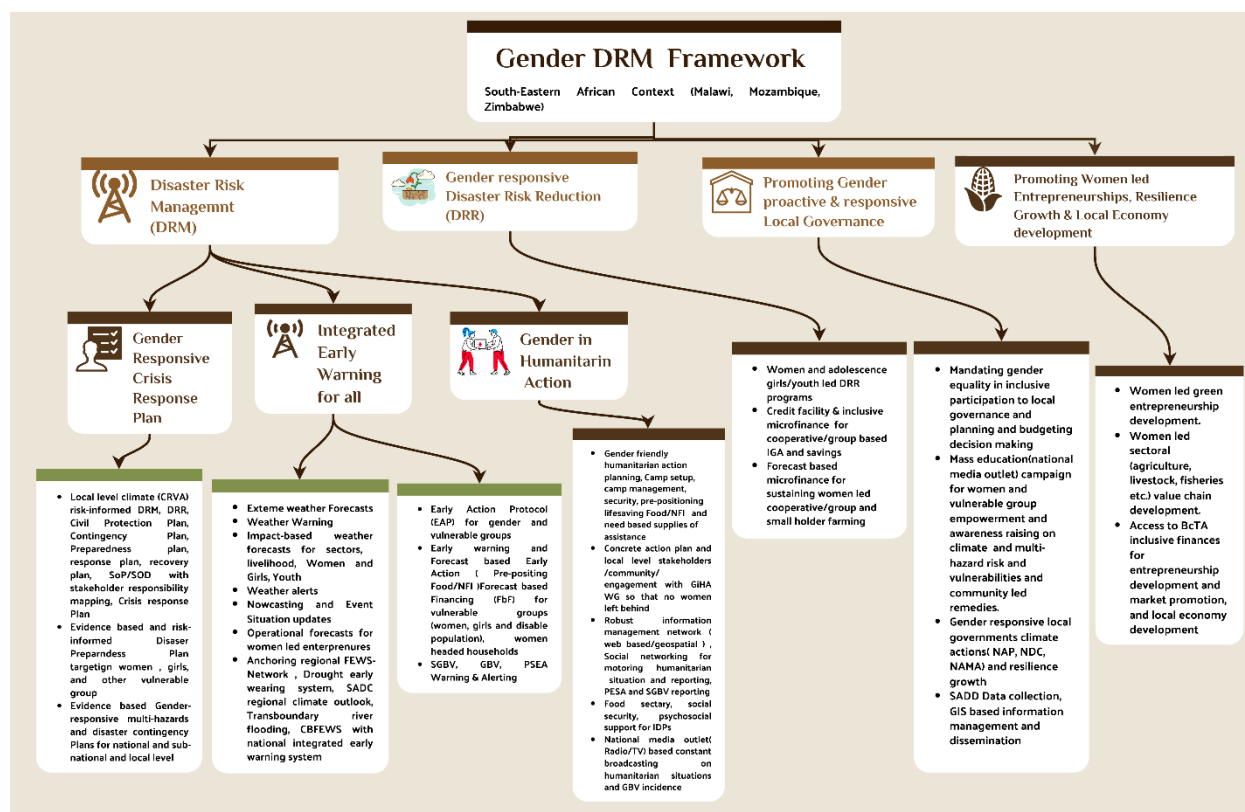 Gender DRM Framework
South-Eastern African Context (Malawi, Mozambique,
Zimbabwe)
Disaster Risk
Managemnt
(DRM)
Gender responsive
Disaster Risk Reduction
(DRR)
Promoting Gender
proactive & responsive
Local Governance
Promoting Women led
Entrepreneurships, Resilience
Growth & Local Economy
development
Gender
Responsive
Crisis
Response
Plan
Integrated
Early
Warning
for all
Gender in
Humanitarin
Action
• Local level climate (CRVA)
risk-informed DRM, DRR,
Civil Protection Plan,
Contingency Plan,
Preparedness plan,
response plan, recovery
plan, SoP/SOD with
stakeholder responsibility
mapping, Crisis response
Plan
• Evidence based and risk-
informed Disaser
Preparndess Plan
targetign women , girls,
and other vulnerable
group
• Evidence based Gender-
responsive multi-hazards
and disaster contingency
Plans for national and sub-
national and local level
• Exteme weather Forecasts
• Weather Warning
• Impact-based weather
forecasts for sectors,
livelihood, Women and
Girls, Youth
• Weather alerts
• Nowcasting and Event
Situation updates
• Operational forecasts for
women led enterprenures
• Anchoring regional FEWS-
Network , Drought early
wearing system, SADC
regional climate outlook,
Transboundary river
flooding, CBFEWS with
national integrated early
warning system
• Early Action Protocol
(EAP) for gender and
vulnerable groups
• Early warning and
Forecast based Early
Action ( Pre-positing
Food/NFI )Forecast based
Financing (FbF) for
vulnerable groups
(women, girls and disable
population), women
headed households
• SGBV, GBV, PSEA
Warning & Alerting
• Gender friendly
humanitarian action
planning, Camp setup,
camp management,
security, pre-positioning
lifesaving Food/NFI and
need based supplies of
assistance
• Concrete action plan and
local level stakeholders
/community/
engagement with GiHA
WG so that no women
left behind
• Robust information
management network (
web based/geospatial ) ,
Social networking for
motoring humanitarian
situation and reporting,
PESA and SGBV reporting
• Food sectary, social
security, psychosocial
support for IDPs
• National media outlet(
Radio/TV) based constant
broadcasting on
humanitarian situations
and GBV incidence
• Women and adolescence
girls/youth led DRR
programs
• Credit facility & inclusive
microfinance for
cooperative/group based
IGA and savings
• Forecast based
microfinance for
sustaining women led
cooperative/group and
small holder farming
• Mandating gender
equality in inclusive
participation to local
governance and
planning and budgeting
decision making
• Mass education(national
media outlet) campaign
for women and
vulnerable group
empowerment and
awareness raising on
climate and multi-
hazard risk and
vulnerabilities and
community led
remedies.
• Gender responsive local
governments climate
actions( NAP, NDC,
NAMA) and resilience
growth
• SADD Data collection,
GIS based information
management and
dissemination
• Women led green
entrepreneurship
development.
• Women led
sectoral
(agriculture,
livestock, fisheries
etc.) value chain
development.
• Access to BcTA
inclusive finances for
entrepreneurship
development and
market promotion,
and local economy
development